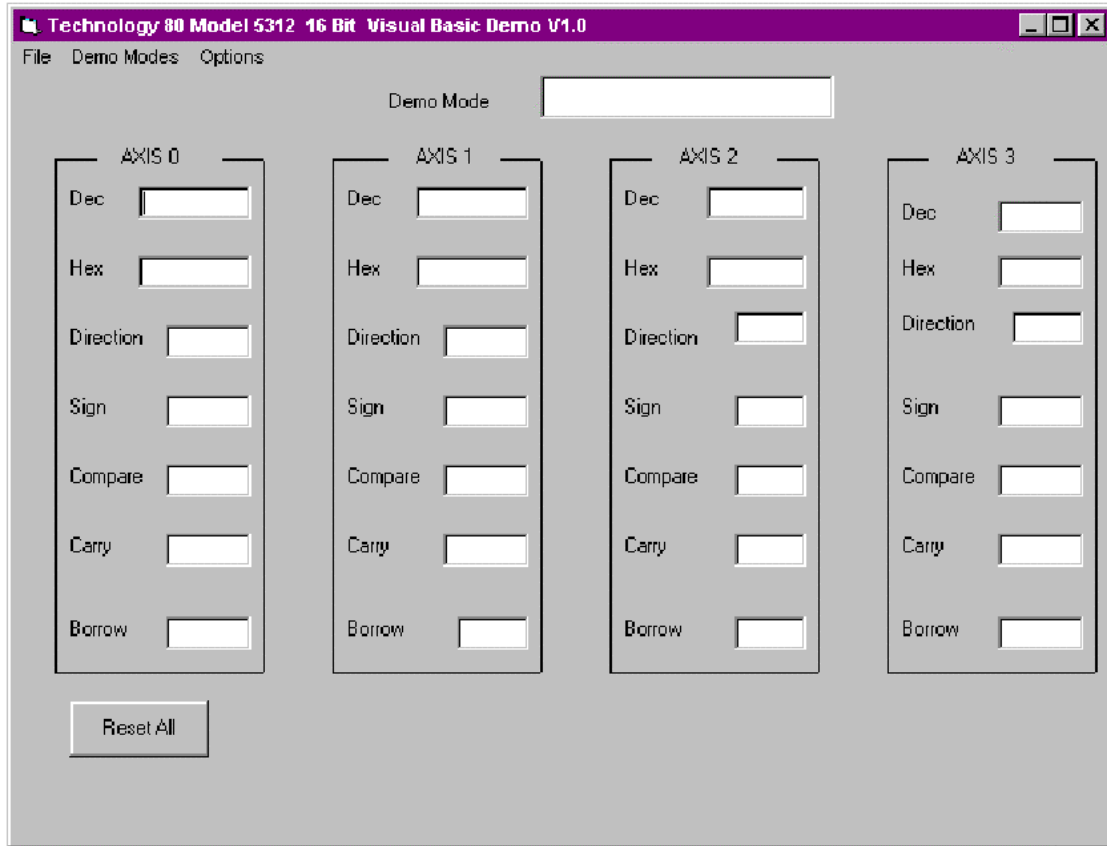 Technology 80 Model 5312 16 Bit Visual Basic Demo V1.0
File Demo Modes Options
Demo Mode
AXIS 0 AXIS 1 AXIS 2 AXIS 3
Dec Dec Dec Dec
Hex Hex Hex Hex
Direction Direction Direction Direction
Sign Sign Sign Sign
Compare Compare Compare Compare
Carry Carry Carry Carry
Borrow Borrow Borrow Borrow
Reset All